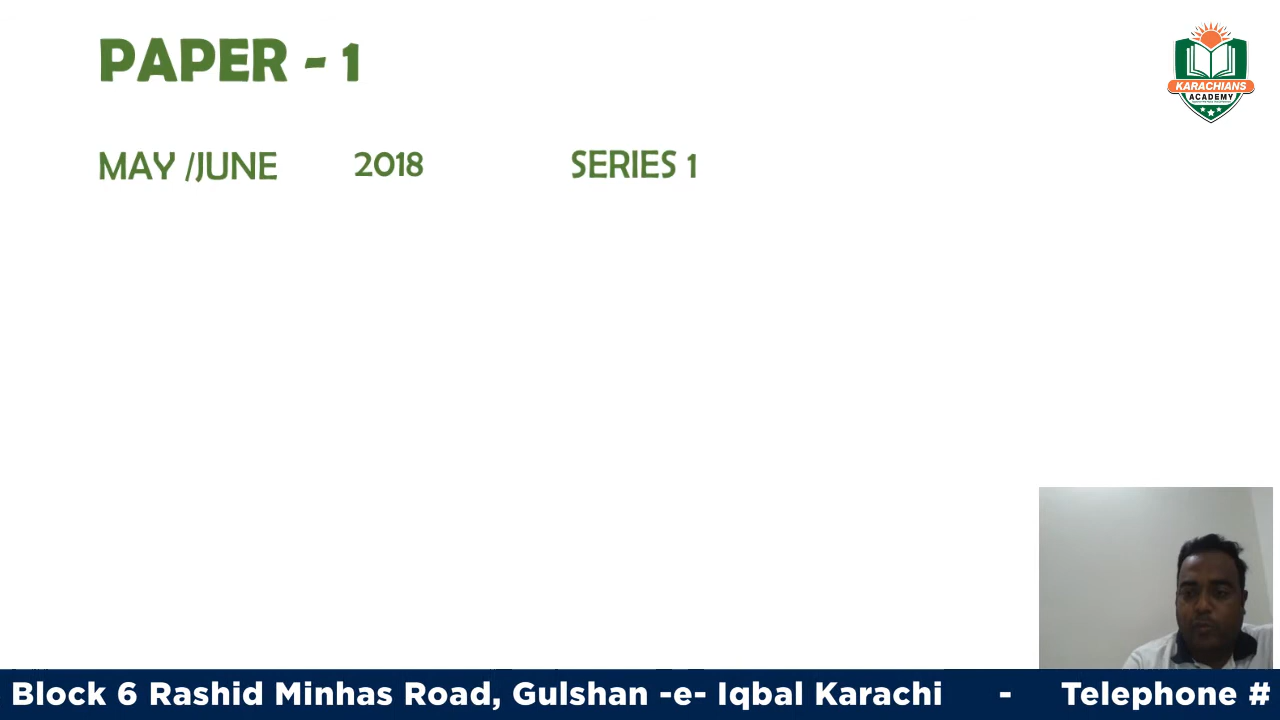 PAPER - 1
KARACHIANS
ACADEMY
MAY /JUNE 2018 SERIES 1
Block 6 Rashid Minhas Road, Gulshan -e- Iqbal Karachi - Telephone #